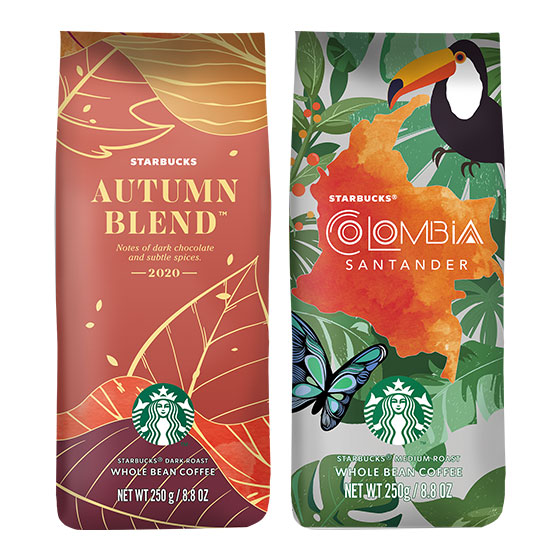 STARBUCKS
AUTUMN
BLEND™
Notes of dark chocolate
and subtle spices.
2020
STARBUCKS® DARK ROAST
WHOLE BEAN COFFEE
NET WT 250 g / 8.8 OZ
STARBUCKS®
COLOMBIA
SANTANDER
STARBUCKS® MEDIUM ROAST
WHOLE BEAN COFFEE
NET WT 250g / 8.8 OZ